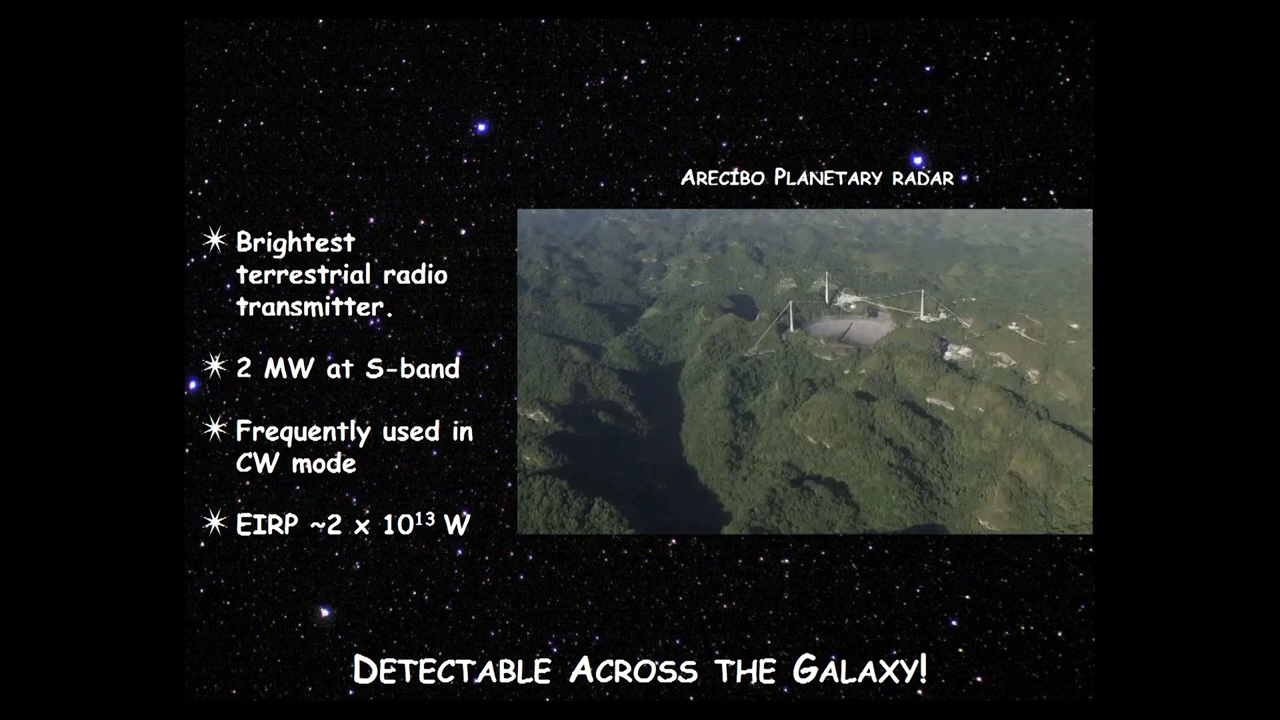 ARECIBO PLANETARY RADAR
Brightest
terrestrial radio
transmitter.
2 MW at S-band
Frequently used in
CW mode
EIRP ~2 x 10¹³ W
DETECTABLE ACROSS THE GALAXY!